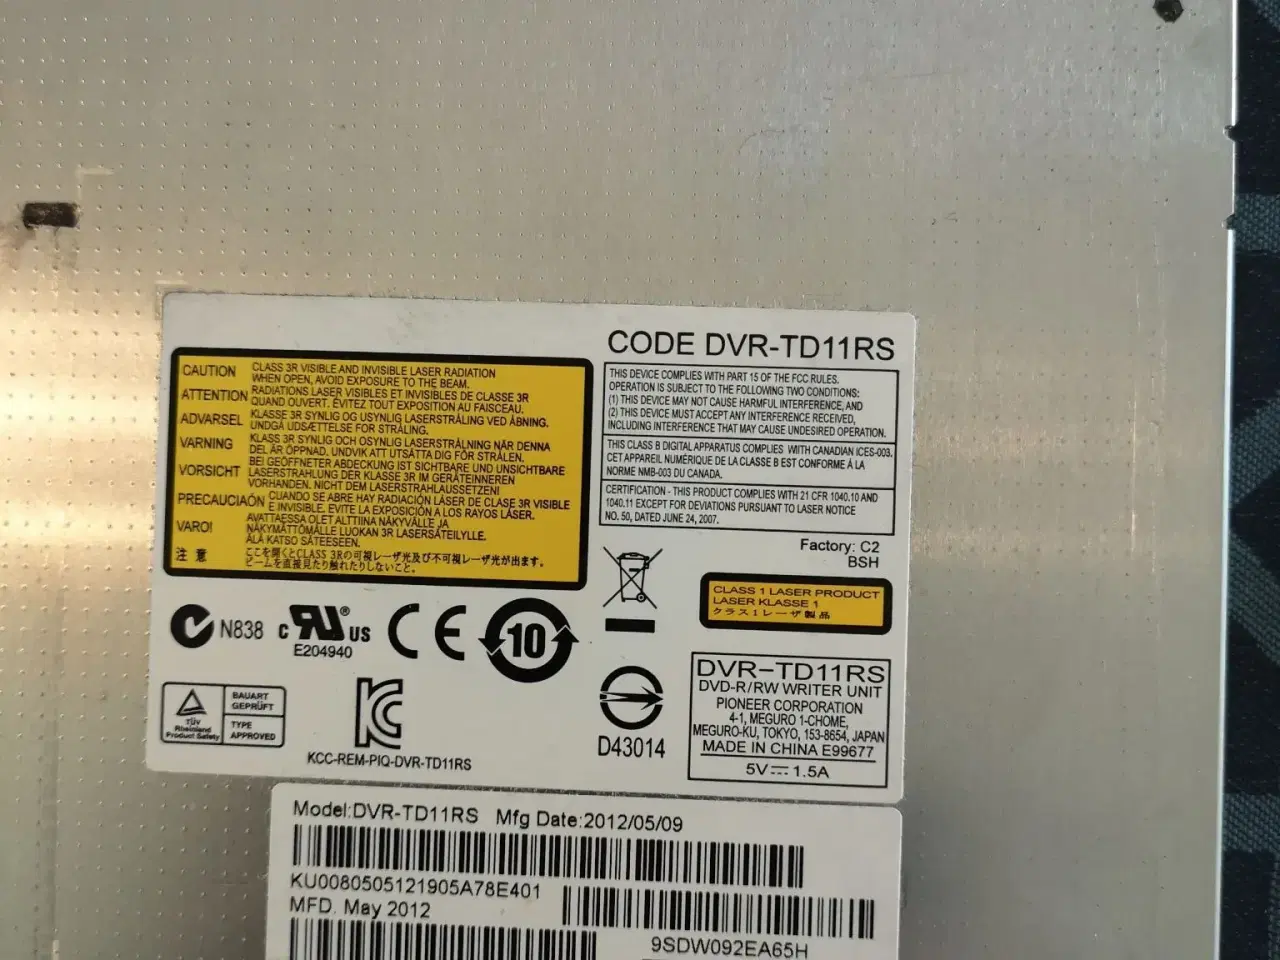 CODE DVR-TD11RS
CAUTION CLASS 3R VISIBLE AND INVISIBLE LASER RADIATION
WHEN OPEN, AVOID EXPOSURE TO THE BEAM.
ATTENTION RADIATIONS LASER VISIBLES ET INVISIBLES DE CLASSE 3R
QUAND OUVERT. ÉVITEZ TOUT EXPOSITION AU FAISCEAU.
ADVARSEL KLASSE 3R SYNLIG OG USYNLIG LASERSTRÅLING VED ÅBNING.
UNDGÅ UDSÆTTELSE FOR STRÅLING.
VARNING KLASS 3R SYNLIG OCH OSYNLIG LASERSTRÅLNING NÄR DENNA
DEL ÄR ÖPPNAD. UNDVIK ATT UTSÄTTA DIG FÖR STRÅLEN.
VORSICHT BEI GEÖFFNETER ABDECKUNG IST SICHTBARE UND UNSICHTBARE
LASERSTRAHLUNG DER KLASSE 3R IM GERÄTEINNEREN
VORHANDEN. NICHT DEM LASERSTRAHLAUSSETZEN!
PRECAUCIAÓN CUANDO SE ABRE HAY RADIACIÓN LÁSER DE CLASE 3R VISIBLE
E INVISIBLE. EVITE LA EXPOSICIÓN A LOS RAYOS LÁSER.
VARO! AVATTAESSA OLET ALTTIINA NÄKYVÄLLE JA
NÄKYMÄTTÖMÄLLE LUOKAN 3R LASERSÄTEILYLLE.
ÄLÄ KATSO SÄTEESEEN.
注意 ここを開くとCLASS 3Rの可視レーザ光及び不可視レーザ光が出ます。
ビームを直接見たり触れたりしないこと。
THIS DEVICE COMPLIES WITH PART 15 OF THE FCC RULES.
OPERATION IS SUBJECT TO THE FOLLOWING TWO CONDITIONS:
(1) THIS DEVICE MAY NOT CAUSE HARMFUL INTERFERENCE, AND
(2) THIS DEVICE MUST ACCEPT ANY INTERFERENCE RECEIVED,
INCLUDING INTERFERENCE THAT MAY CAUSE UNDESIRED OPERATION.
THIS CLASS B DIGITAL APPARATUS COMPLIES WITH CANADIAN ICES-003.
CET APPAREIL NUMÉRIQUE DE LA CLASSE B EST CONFORME Á LA
NORME NMB-003 DU CANADA.
CERTIFICATION - THIS PRODUCT COMPLIES WITH 21 CFR 1040.10 AND
1040.11 EXCEPT FOR DEVIATIONS PURSUANT TO LASER NOTICE
NO. 50, DATED JUNE 24, 2007.
Factory: C2
BSH
CLASS 1 LASER PRODUCT
LASER KLASSE 1
クラス1レーザ製品
N838
c RU ® US
E204940
CE
10
TÜV
Rheinland
Product Safety
BAUART
GEPRÜFT
TYPE
APPROVED
KCC-REM-PIQ-DVR-TD11RS
D43014
DVR-TD11RS
DVD-R/RW WRITER UNIT
PIONEER CORPORATION
4-1, MEGURO 1-CHOME,
MEGURO-KU, TOKYO, 153-8654, JAPAN
MADE IN CHINA E99677
5V⎓1.5A
Model:DVR-TD11RS Mfg Date:2012/05/09
KU0080505121905A78E401
MFD. May 2012
9SDW092EA65H